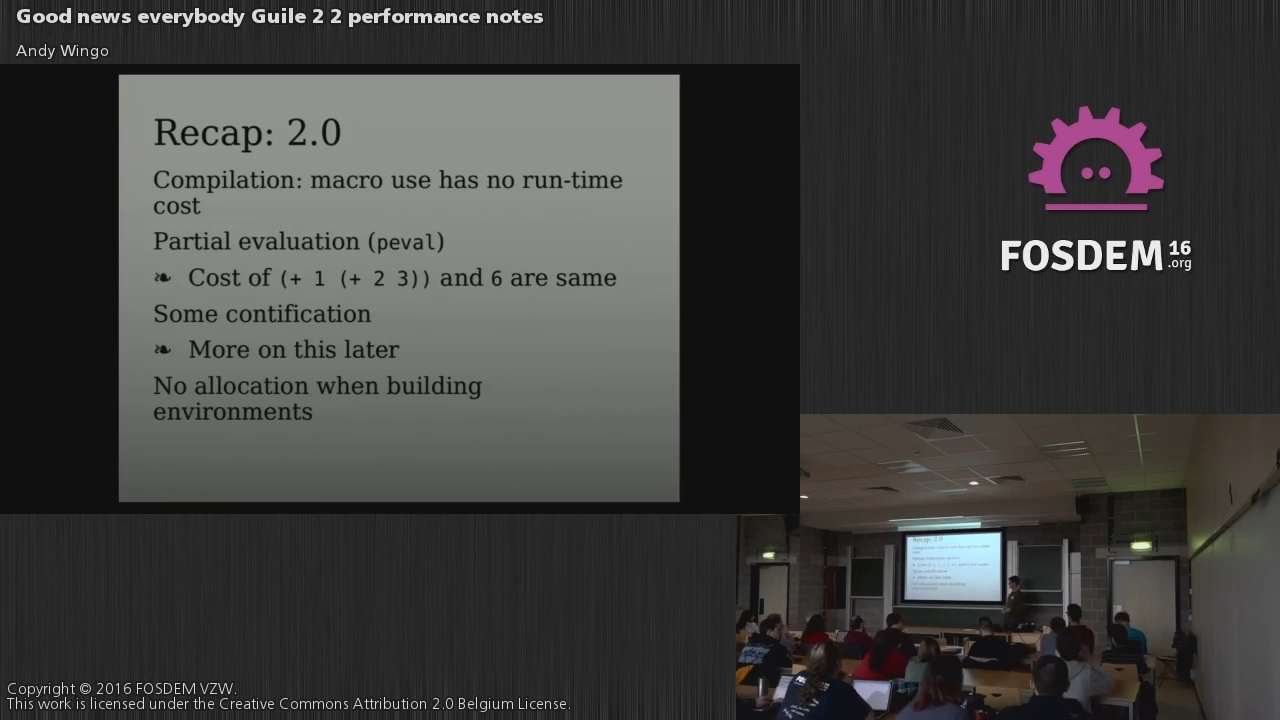 Good news everybody Guile 2 2 performance notes
Andy Wingo
Recap: 2.0
Compilation: macro use has no run-time
cost
Partial evaluation (peval)
❧ Cost of (+ 1 (+ 2 3)) and 6 are same
Some contification
❧ More on this later
No allocation when building
environments
FOSDEM 16
.org
Recap: 2.0
Copyright © 2016 FOSDEM VZW.
This work is licensed under the Creative Commons Attribution 2.0 Belgium License.